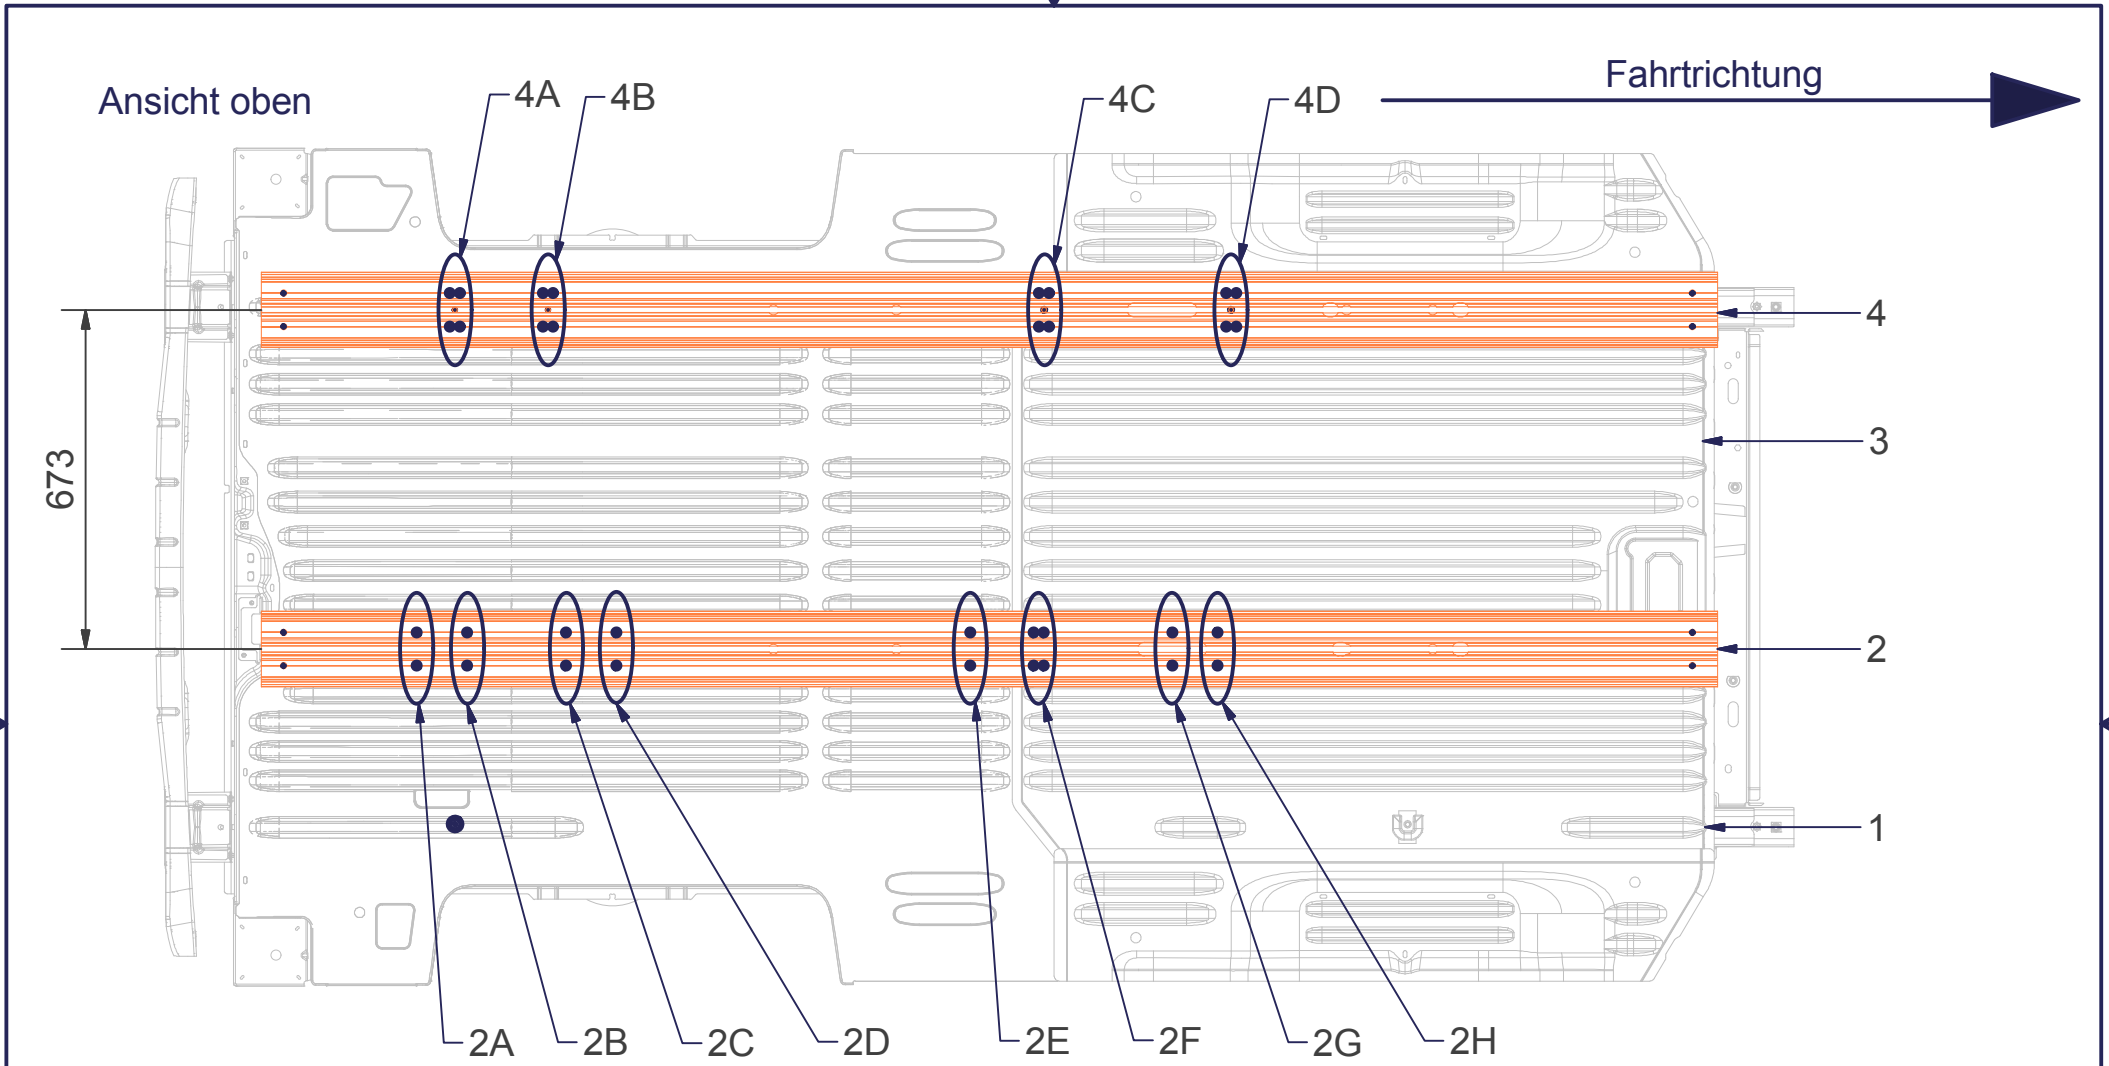 Fahrtrichtung
Ansicht oben
4A
4B
4C
4D
4
3
673
2
1
2A
2B
2C
2D
2E
2F
2G
2H